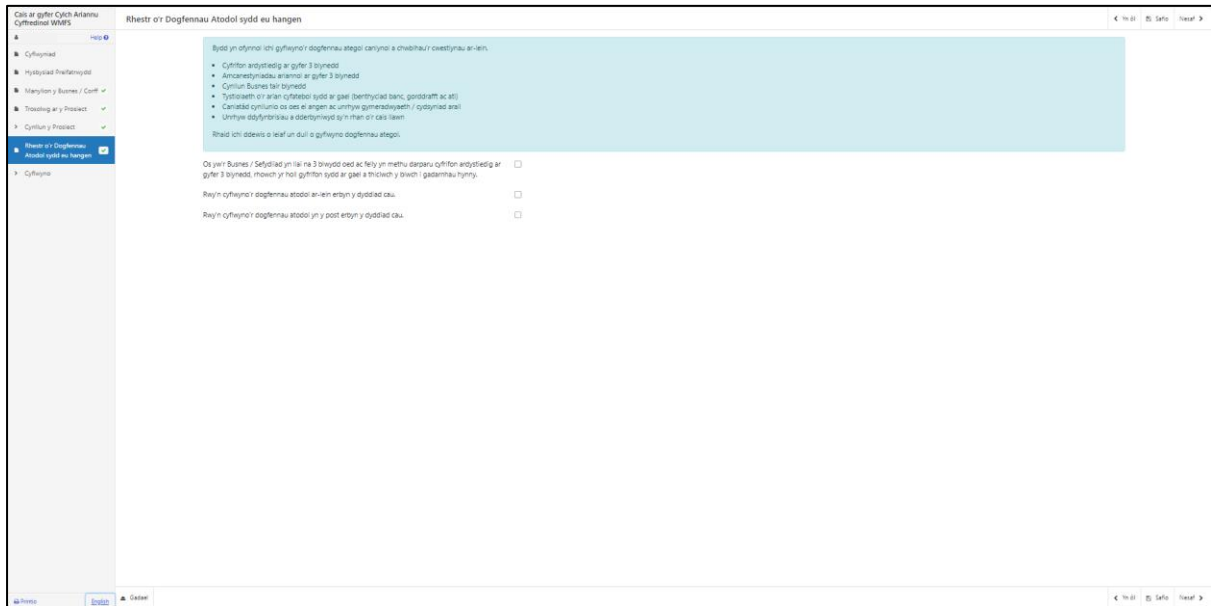 Cais ar gyfer Cylch Ariannu
Cyffredinol WMFS
Help
Cyflwyniad
Hysbysiad Preifatrwydd
Manylion y Busnes / Corff
Trosolwg ar y Prosiect
Cynllun y Prosiect
Rhestr o'r Dogfennau
Atodol sydd eu hangen
Cyflwyno
Printio
English
Rhestr o'r Dogfennau Atodol sydd eu hangen
Yn ôl
Safio
Nesaf
Bydd yn ofynnol ichi gyflwyno'r dogfennau ategol canlynol a chwblhau'r cwestiynau ar-lein.
Cyfrifon ardystiedig ar gyfer 3 blynedd
Amcanestyniadau ariannol ar gyfer 3 blynedd
Cynllun Busnes tair blynedd
Tystiolaeth o'r arian cyfatebol sydd ar gael (benthyciad banc, gorddrafft ac ati)
Caniatâd cynllunio os oes ei angen ac unrhyw gymeradwyaeth / cydsyniad arall
Unrhyw ddyfynbrisiau a dderbyniwyd sy'n rhan o'r cais llawn
Rhaid ichi ddewis o leiaf un dull o gyflwyno dogfennau ategol.
Os yw'r Busnes / Sefydliad yn llai na 3 blwydd oed ac felly yn methu darparu cyfrifon ardystiedig ar
gyfer 3 blynedd, rhowch yr holl gyfrifon sydd ar gael a thiciwch y blwch i gadarnhau hynny.
Rwy'n cyflwyno'r dogfennau atodol ar-lein erbyn y dyddiad cau.
Rwy'n cyflwyno'r dogfennau atodol yn y post erbyn y dyddiad cau.
Gadael
Yn ôl
Safio
Nesaf